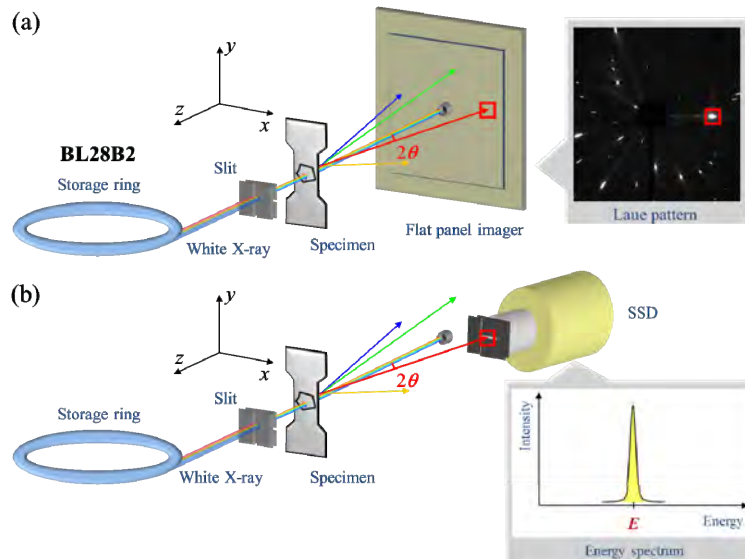 (a)
y
z
x
BL28B2
Storage ring
Slit
White X-ray
Specimen
2θ
Flat panel imager
Laue pattern
(b)
y
z
x
Storage ring
Slit
White X-ray
Specimen
2θ
SSD
Intensity
E
Energy
Energy spectrum